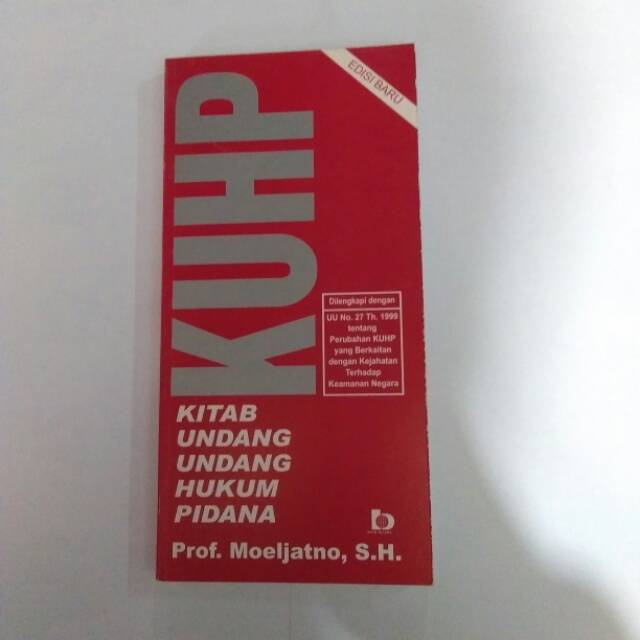 EDISI BARU
KUHP
Dilengkapi dengan
UU No. 27 Th. 1999
tentang
Perubahan KUHP
yang Berkaitan
dengan Kejahatan
Terhadap
Keamanan Negara
KITAB
UNDANG
UNDANG
HUKUM
PIDANA
Prof. Moeljatno, S.H.